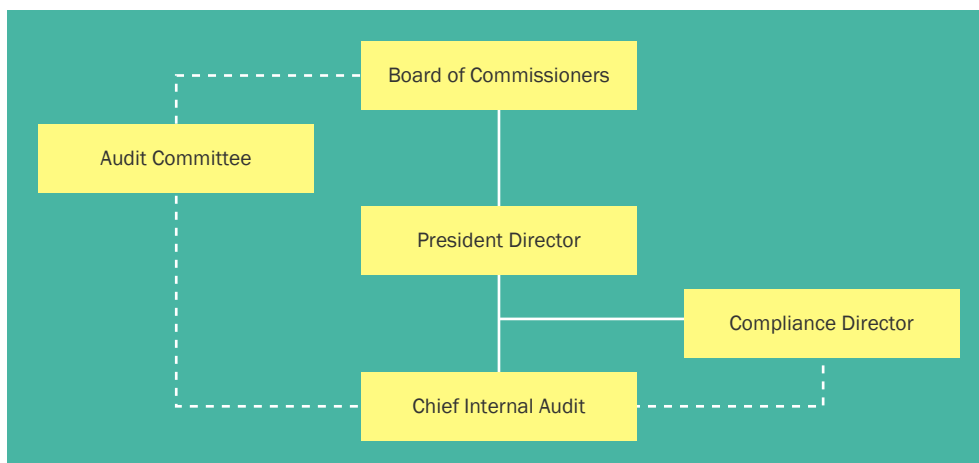 Board of Commissioners
Audit Committee
President Director
Compliance Director
Chief Internal Audit